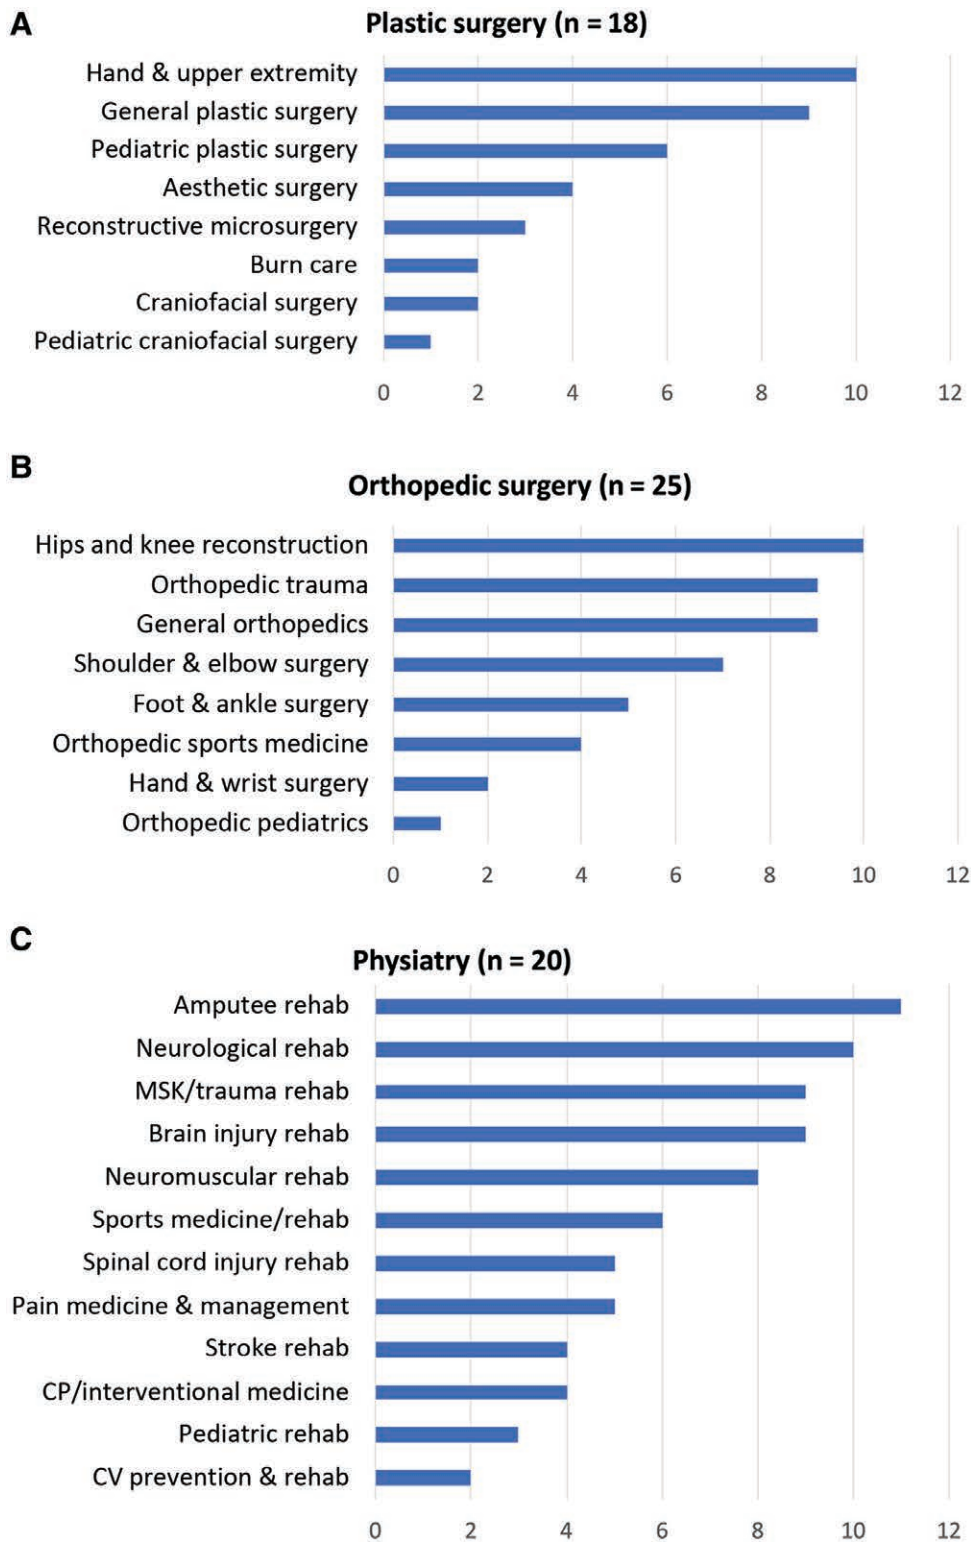 A
Plastic surgery (n = 18)
Hand & upper extremity
General plastic surgery
Pediatric plastic surgery
Aesthetic surgery
Reconstructive microsurgery
Burn care
Craniofacial surgery
Pediatric craniofacial surgery
0 2 4 6 8 10 12
B
Orthopedic surgery (n = 25)
Hips and knee reconstruction
Orthopedic trauma
General orthopedics
Shoulder & elbow surgery
Foot & ankle surgery
Orthopedic sports medicine
Hand & wrist surgery
Orthopedic pediatrics
0 2 4 6 8 10 12
C
Physiatry (n = 20)
Amputee rehab
Neurological rehab
MSK/trauma rehab
Brain injury rehab
Neuromuscular rehab
Sports medicine/rehab
Spinal cord injury rehab
Pain medicine & management
Stroke rehab
CP/interventional medicine
Pediatric rehab
CV prevention & rehab
0 2 4 6 8 10 12